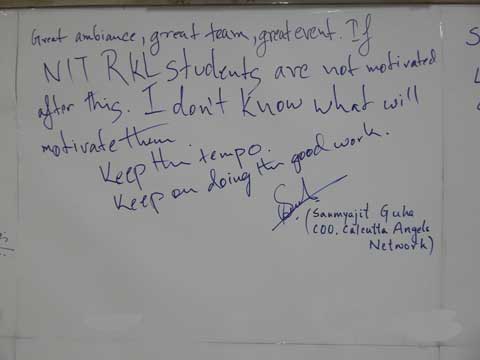 Great ambiance, great team, great event. If
NIT RKL students are not motivated
after this. I don't know what will
motivate them.
Keep the tempo.
Keep on doing the good work.
(Sanmyajit Guha
COO, Calcutta Angels
Network)